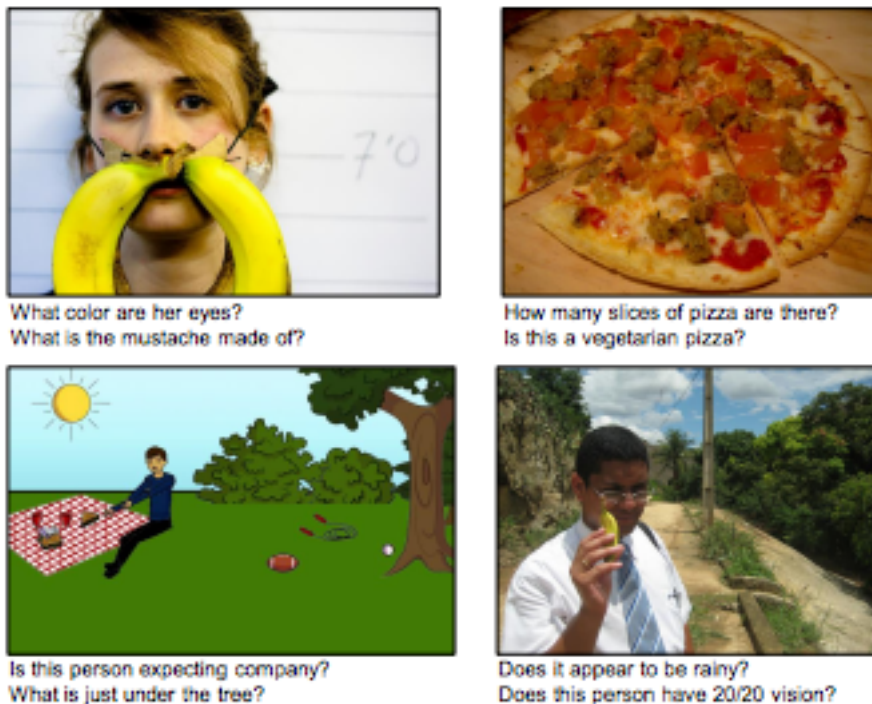 7'0
What color are her eyes?
What is the mustache made of?
How many slices of pizza are there?
Is this a vegetarian pizza?
Is this person expecting company?
What is just under the tree?
Does it appear to be rainy?
Does this person have 20/20 vision?